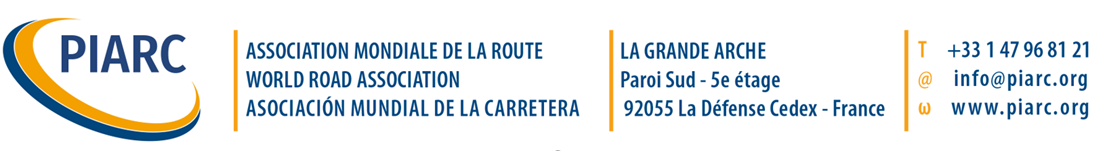 PIARC
ASSOCIATION MONDIALE DE LA ROUTE
WORLD ROAD ASSOCIATION
ASOCIACIÓN MUNDIAL DE LA CARRETERA
LA GRANDE ARCHE
Paroi Sud - 5e étage
92055 La Défense Cedex - France
T +33 1 47 96 81 21
@ info@piarc.org
ω www.piarc.org